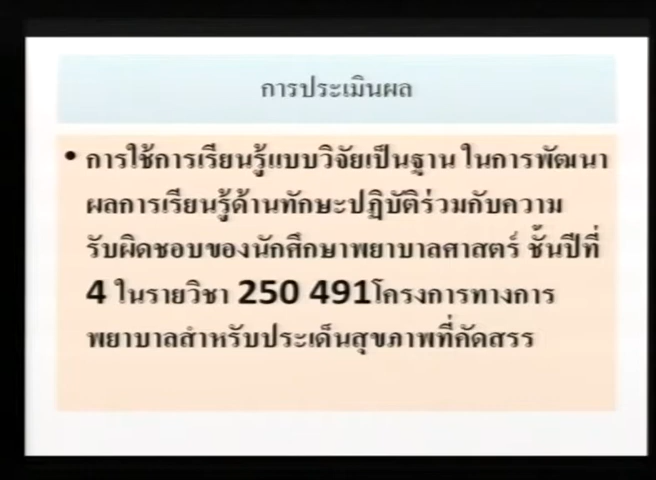 การประเมินผล
• การใช้การเรียนรู้แบบวิจัยเป็นฐาน ในการพัฒนา
ผลการเรียนรู้ด้านทักษะปฏิบัติร่วมกับความ
รับผิดชอบของนักศึกษาพยาบาลศาสตร์ ชั้นปีที่
4 ในรายวิชา 250 491โครงการทางการ
พยาบาลสำหรับประเด็นสุขภาพที่คัดสรร